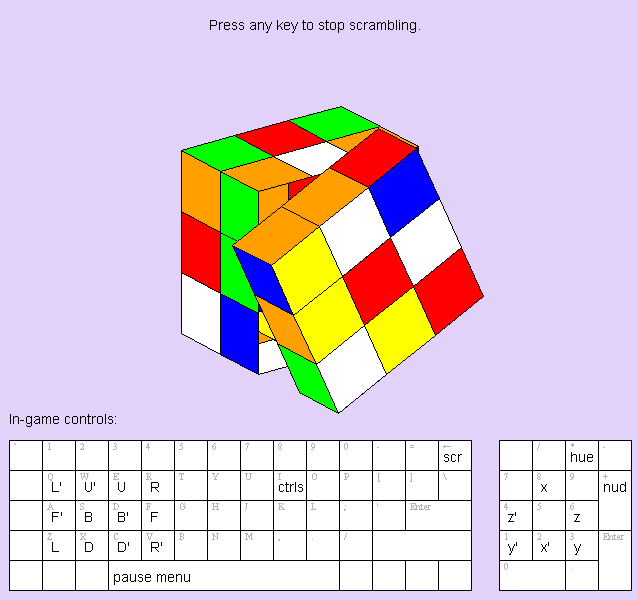 Press any key to stop scrambling.
In-game controls:
` 1 2 3 4 5 6 7 8 9 0 - = ← scr / * hue -
Q L' W U' E U R R T Y U I ctrls O P [ ] \ 7 8 x 9 + nud
A F' S B D B' F F G H J K L ; ' Enter 4 z' 5 6 z
Z L X D C D' V R' B N M , . / 1 y' 2 x' 3 y Enter
pause menu 0 .